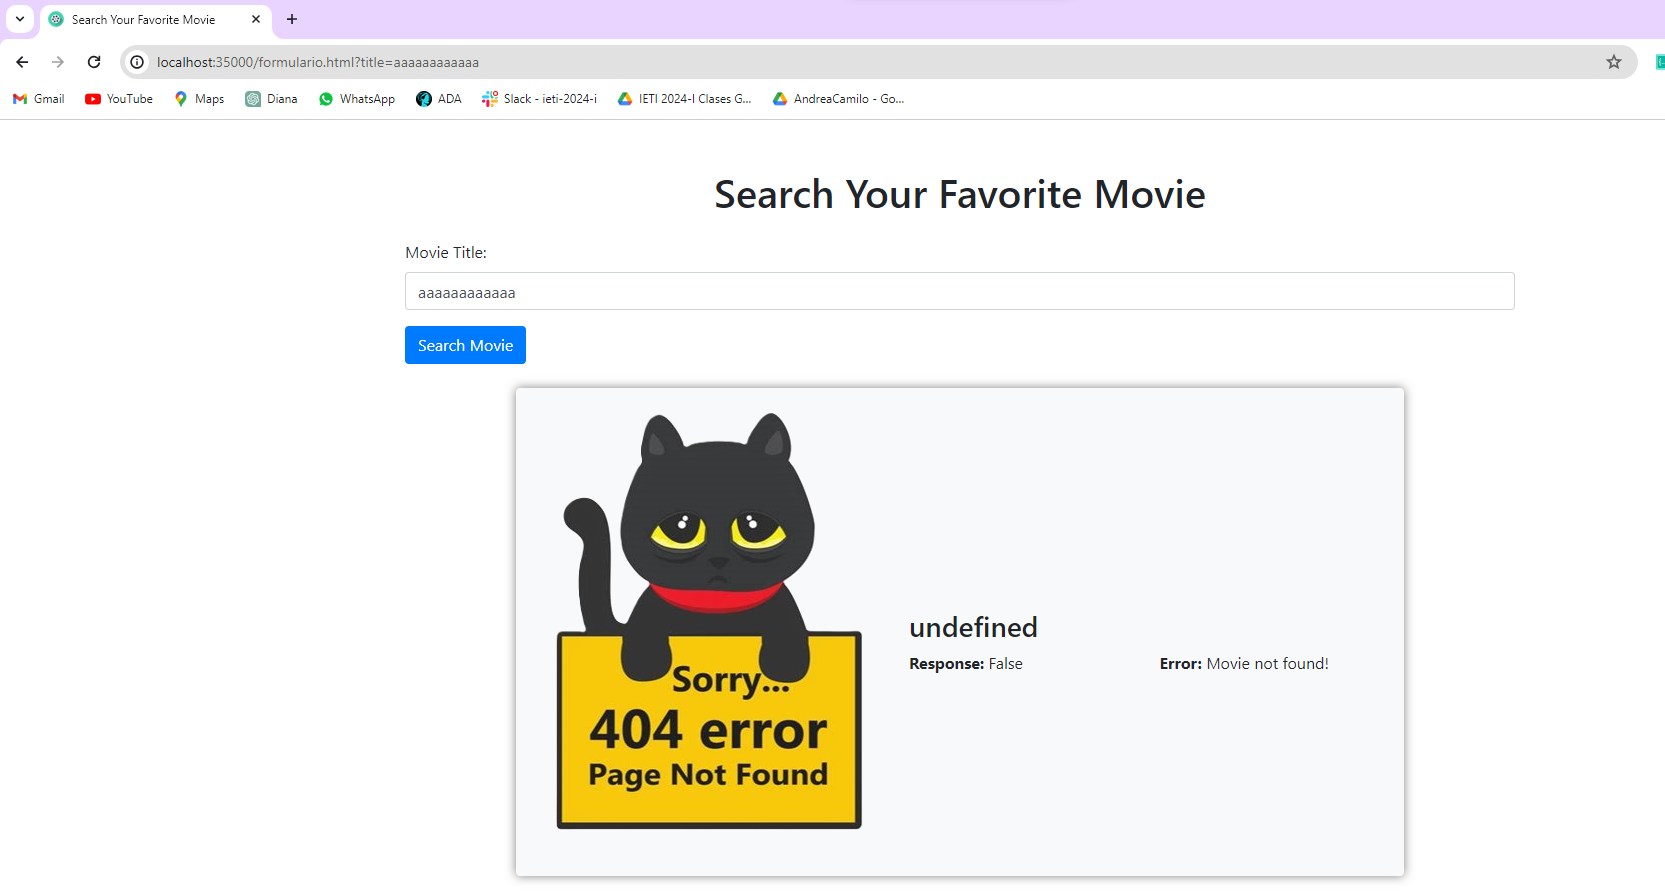 Search Your Favorite Movie
localhost:35000/formulario.html?title=aaaaaaaaaaaa
Gmail YouTube Maps Diana WhatsApp ADA Slack - ieti-2024-i IETI 2024-I Clases G... AndreaCamilo - Go...
Search Your Favorite Movie
Movie Title:
aaaaaaaaaaaa
Search Movie
Sorry...
404 error
Page Not Found
undefined
Response: False Error: Movie not found!